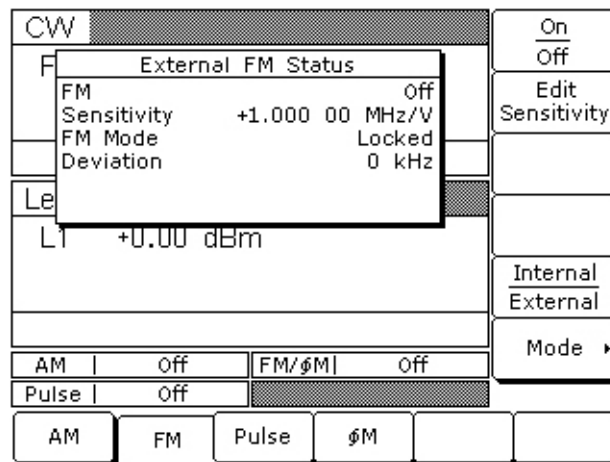 CW
F
External FM Status
FM Off
Sensitivity +1.000 00 MHz/V
FM Mode Locked
Deviation 0 kHz
Le
L1 +0.00 dBm
AM | Off
FM/ϕM| Off
Pulse | Off
On
Off
Edit
Sensitivity
Internal
External
Mode
AM
FM
Pulse
ϕM